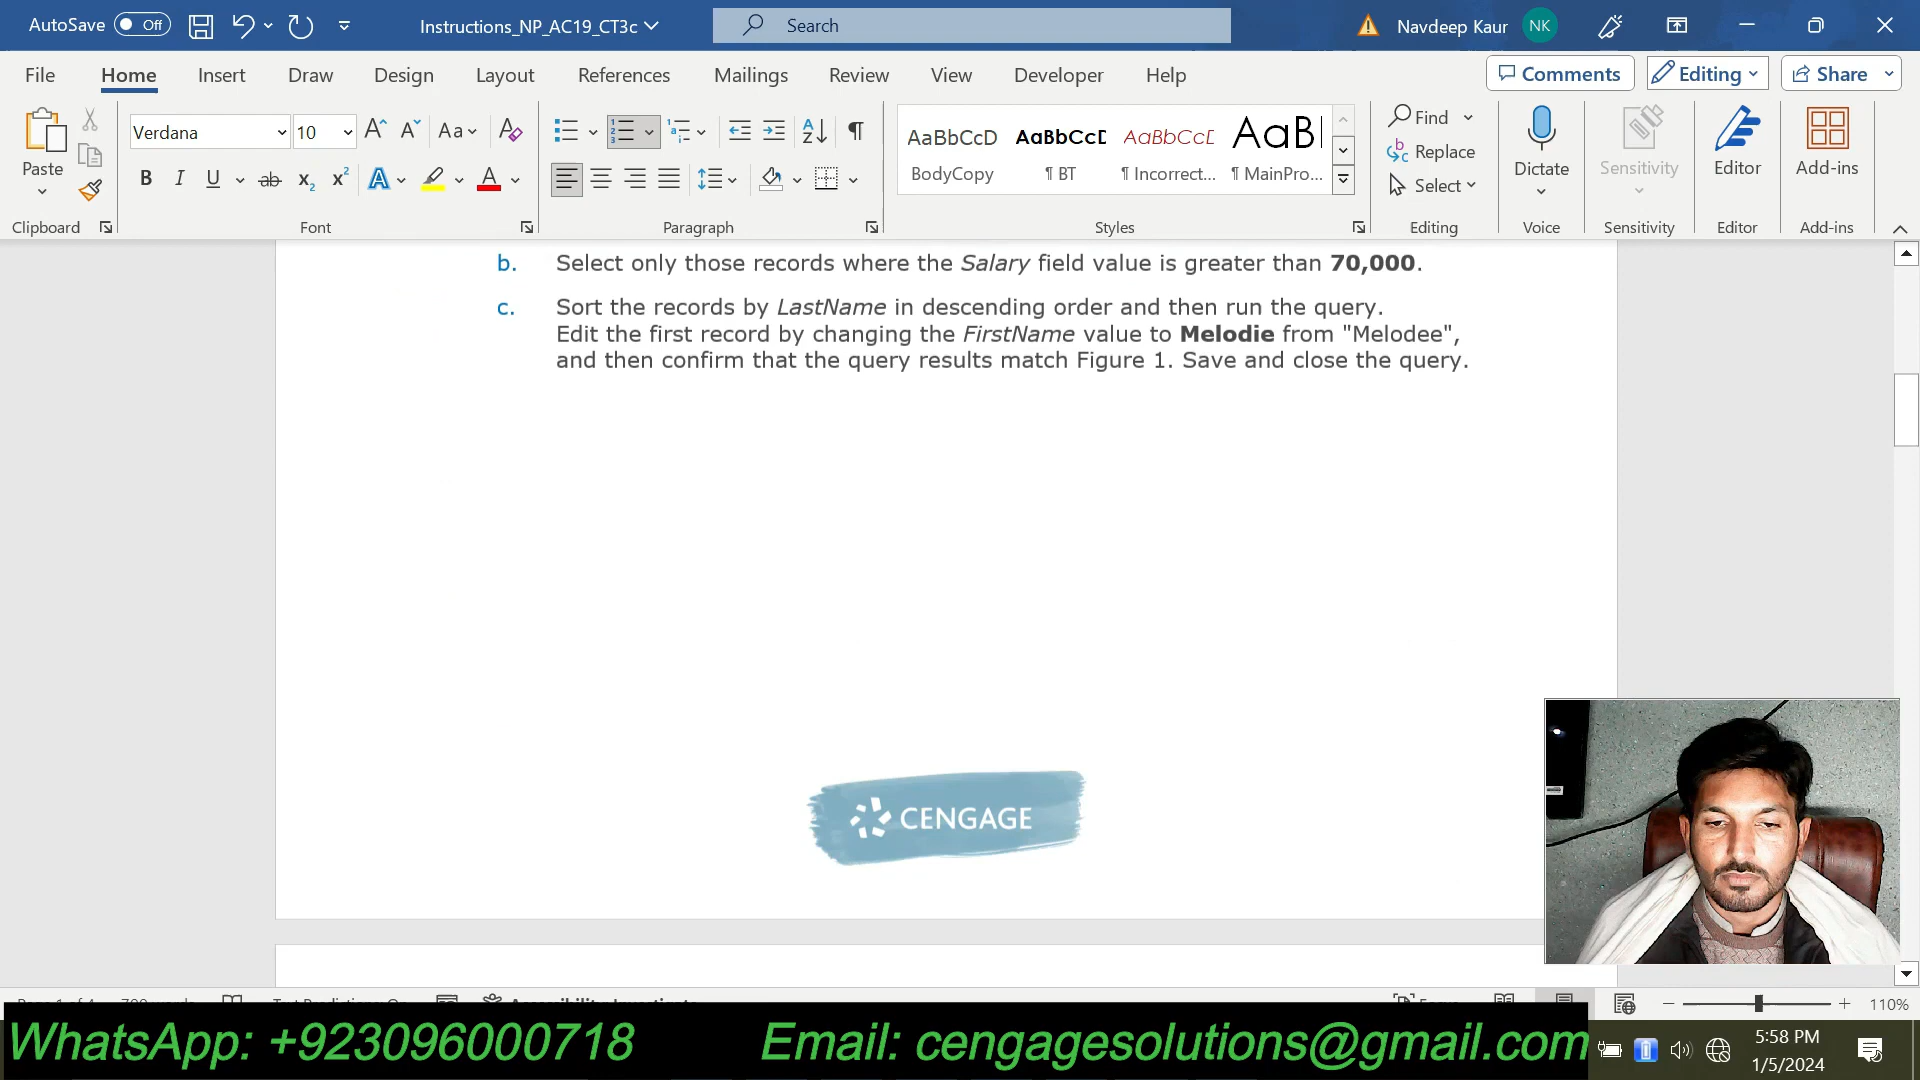 AutoSave Off Instructions_NP_AC19_CT3c Search Navdeep Kaur NK
File Home Insert Draw Design Layout References Mailings Review View Developer Help Comments Editing Share
Paste
Verdana 10 Aa
AaBbCcD AaBbCcD AaBbCcD AaB
BodyCopy ¶ BT ¶ Incorrect... ¶ MainPro...
Find
Replace
Select
Dictate
Sensitivity
Editor
Add-ins
Clipboard Font Paragraph Styles Editing Voice Sensitivity Editor Add-ins
b. Select only those records where the Salary field value is greater than 70,000.
c. Sort the records by LastName in descending order and then run the query.
Edit the first record by changing the FirstName value to Melodie from "Melodee",
and then confirm that the query results match Figure 1. Save and close the query.
CENGAGE
110%
WhatsApp: +923096000718 Email: cengagesolutions@gmail.com
5:58 PM
1/5/2024